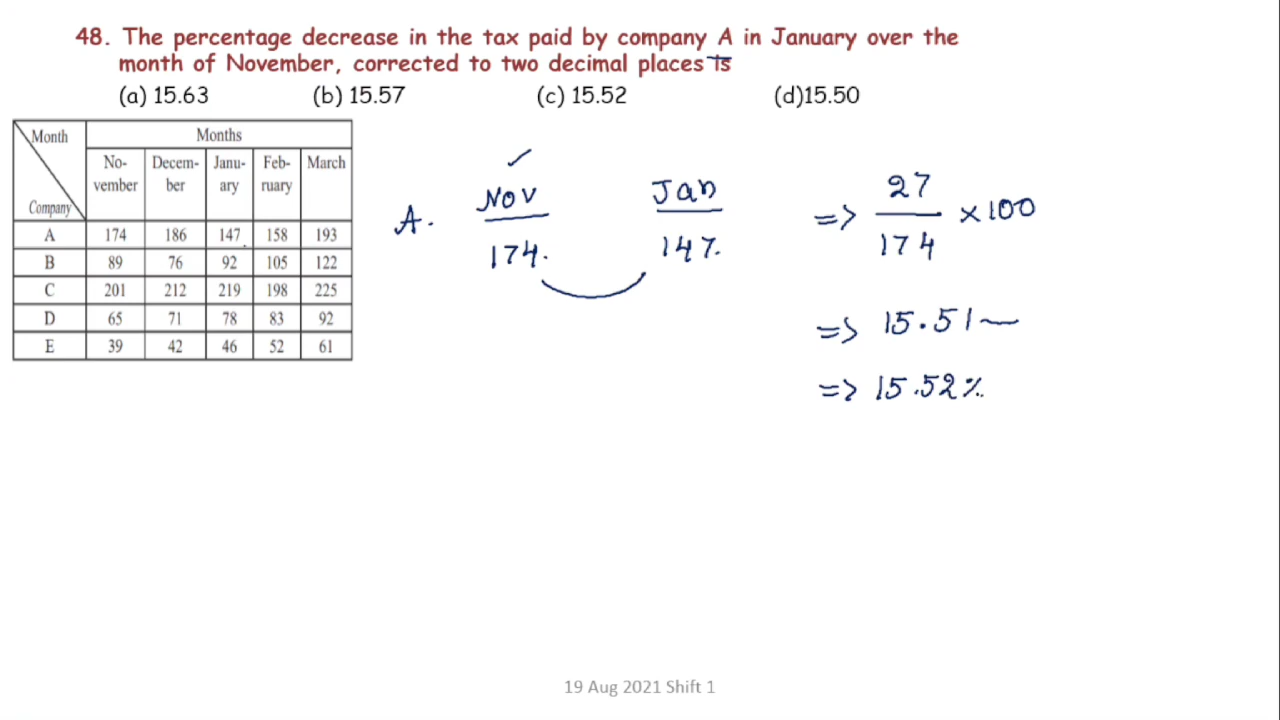 48. The percentage decrease in the tax paid by company A in January over the
month of November, corrected to two decimal places is
(a) 15.63 (b) 15.57 (c) 15.52 (d)15.50
Month Months
No- Decem- Janu- Feb- March
vember ber ary ruary
Company
A 174 186 147 158 193
B 89 76 92 105 122
C 201 212 219 198 225
D 65 71 78 83 92
E 39 42 46 52 61
A. Nov Jan
174. 147.
=> 27/174 ×100
=> 15.51
=> 15.52%
19 Aug 2021 Shift 1